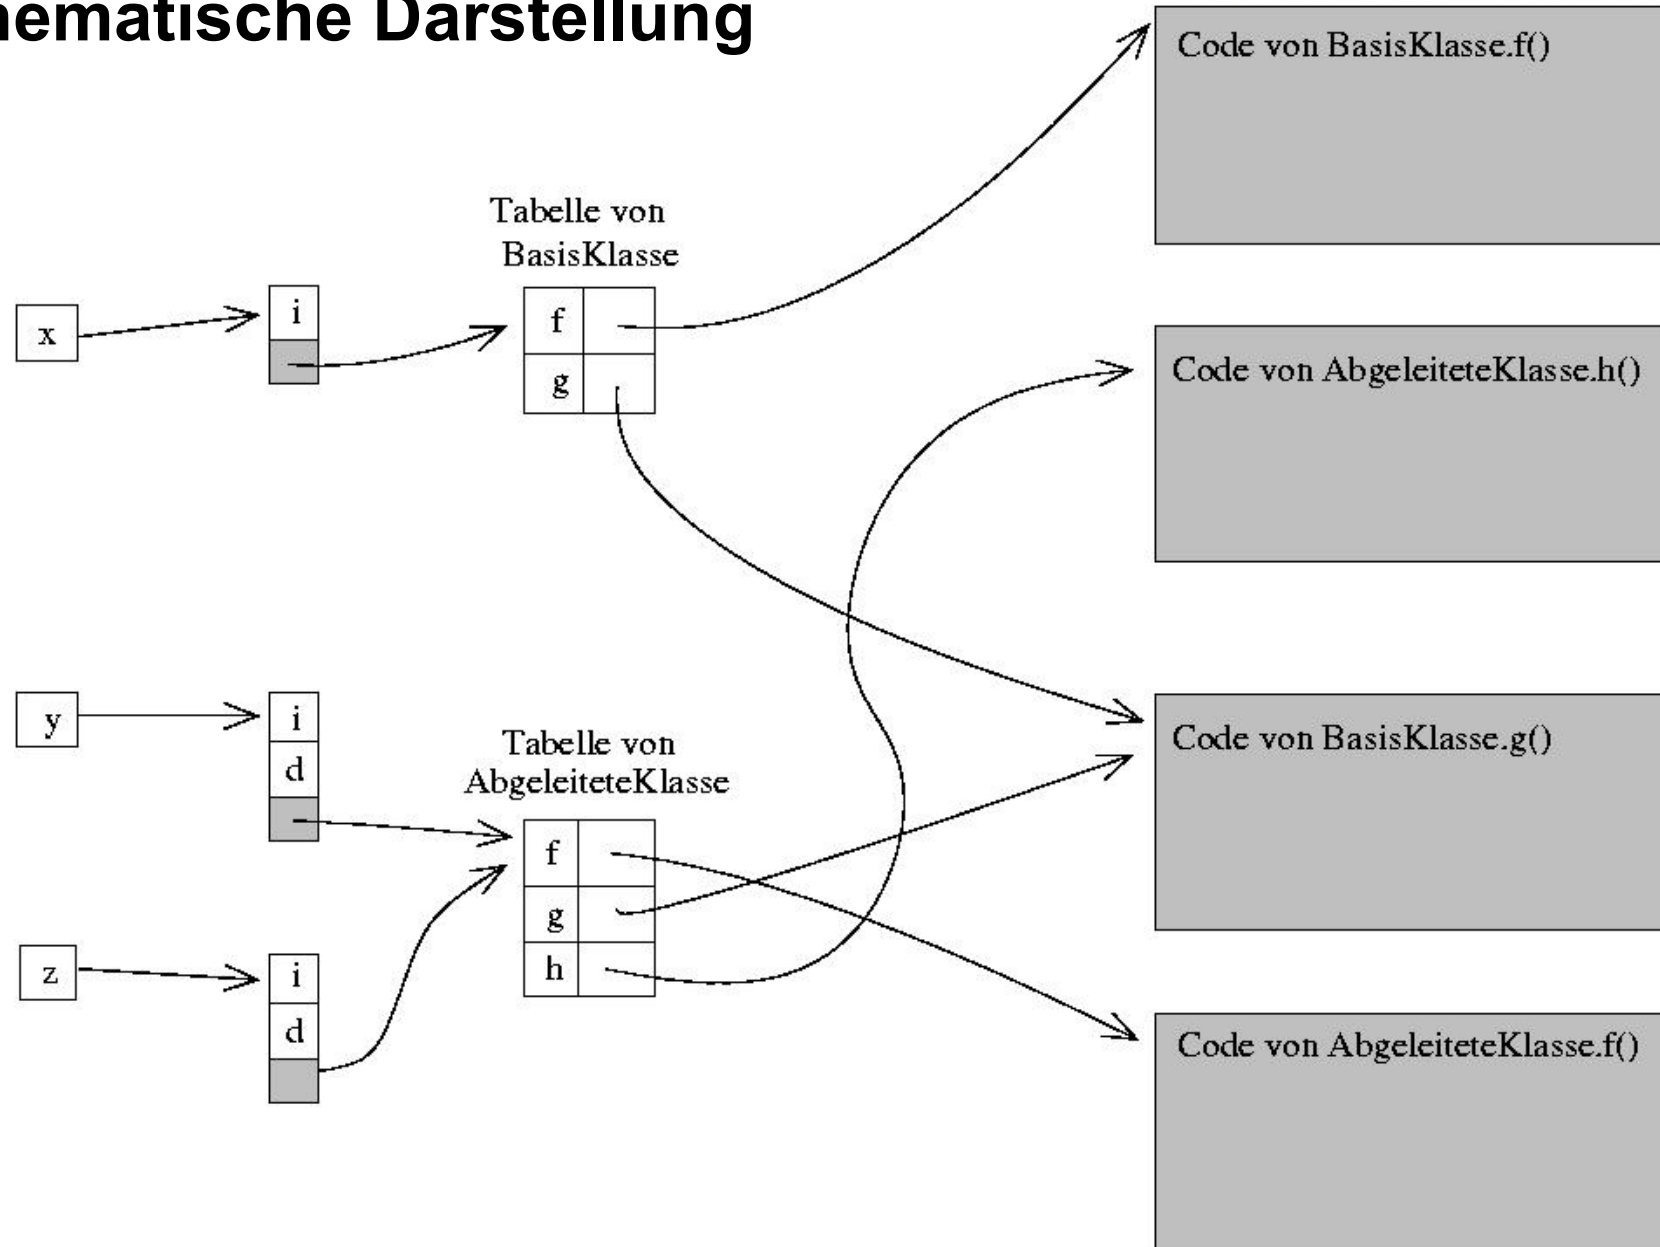 hematische Darstellung
Code von BasisKlasse.f()
Tabelle von
BasisKlasse
x
i
f
g
Code von AbgeleiteteKlasse.h()
y
i
d
Tabelle von
AbgeleiteteKlasse
f
g
h
Code von BasisKlasse.g()
z
i
d
Code von AbgeleiteteKlasse.f()